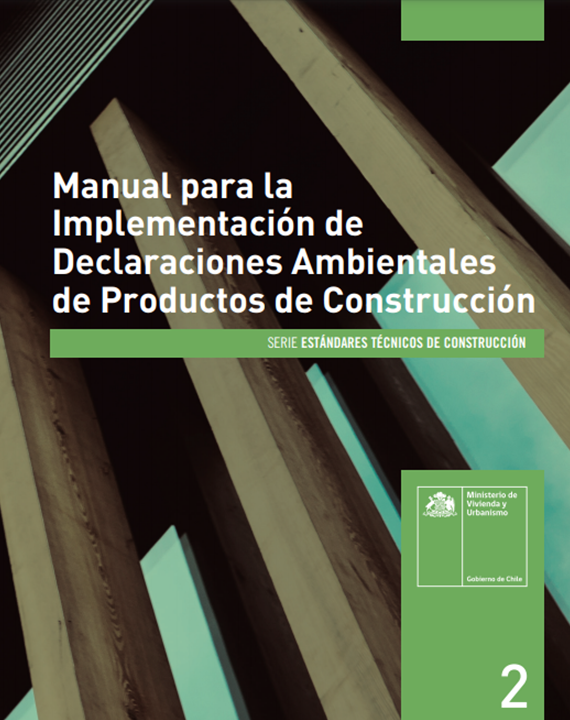 Manual para la
Implementación de
Declaraciones Ambientales
de Productos de Construcción
SERIE ESTÁNDARES TÉCNICOS DE CONSTRUCCIÓN
Ministerio de
Vivienda y
Urbanismo
Gobierno de Chile
2